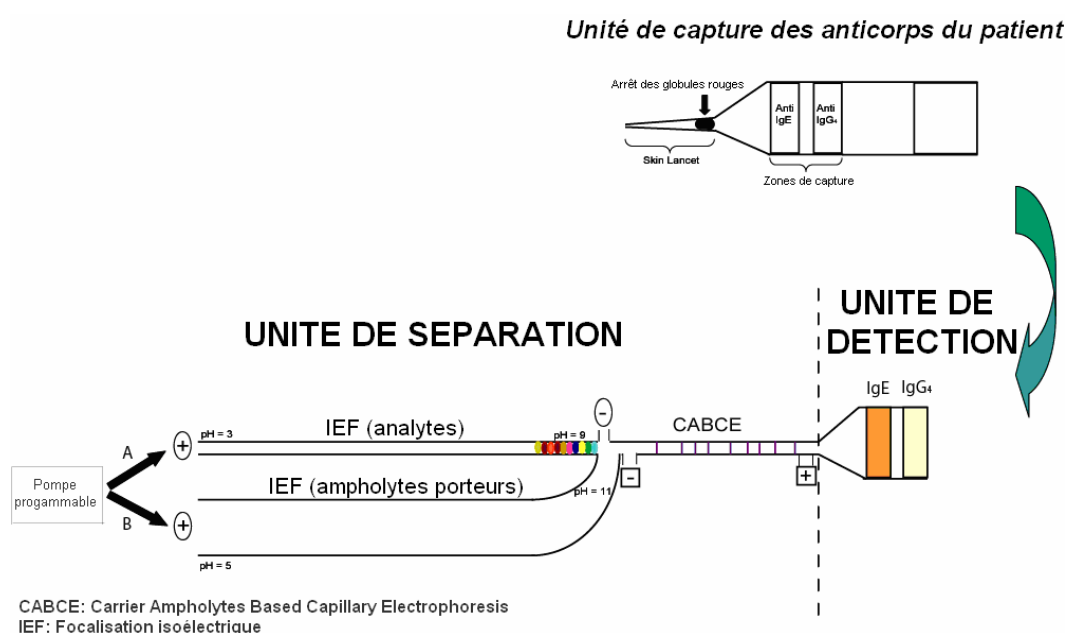 Unité de capture des anticorps du patient
Arrêt des globules rouges
Anti
IgE
Anti
IgG₄
Skin Lancet
Zones de capture
UNITE DE SEPARATION
UNITE DE
DETECTION
IgE IgG₄
IEF (analytes)
CABCE
pH = 3
pH = 9
-
+
A
IEF (ampholytes porteurs)
pH = 11
-
+
Pompe
progammable
B
+
pH = 5
CABCE: Carrier Ampholytes Based Capillary Electrophoresis
IEF: Focalisation isoélectrique